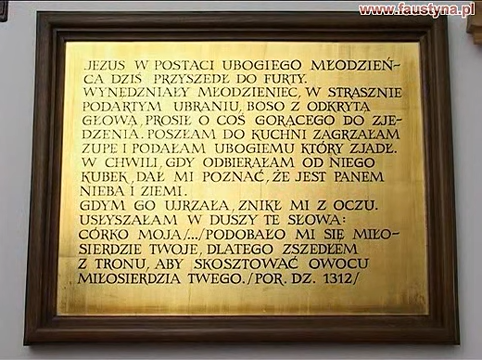 www.faustyna.pl
JEZUS W POSTACI UBOGIEGO MŁODZIEŃ-
CA DZIŚ PRZYSZEDŁ DO FURTY.
WYNĘDZNIAŁY MŁODZIENIEC, W STRASZNIE
PODARTYM UBRANIU, BOSO Z ODKRYTĄ
GŁOWĄ, PROSIŁ O COŚ GORĄCEGO DO ZJE-
DZENIA. POSZŁAM DO KUCHNI ZAGRZAŁAM
ZUPĘ I PODAŁAM UBOGIEMU KTÓRY ZJADŁ.
W CHWILI, GDY ODBIERAŁAM OD NIEGO
KUBEK, DAŁ MI POZNAĆ, ŻE JEST PANEM
NIEBA I ZIEMI.
GDYM GO UJRZAŁA, ZNIKŁ MI Z OCZU.
USŁYSZAŁAM W DUSZY TE SŁOWA:
CÓRKO MOJA /.../ PODOBAŁO MI SIĘ MIŁO-
SIERDZIE TWOJE, DLATEGO ZSZEDŁEM
Z TRONU, ABY SKOSZTOWAĆ OWOCU
MIŁOSIERDZIA TWEGO. /POR. DZ. 1312/